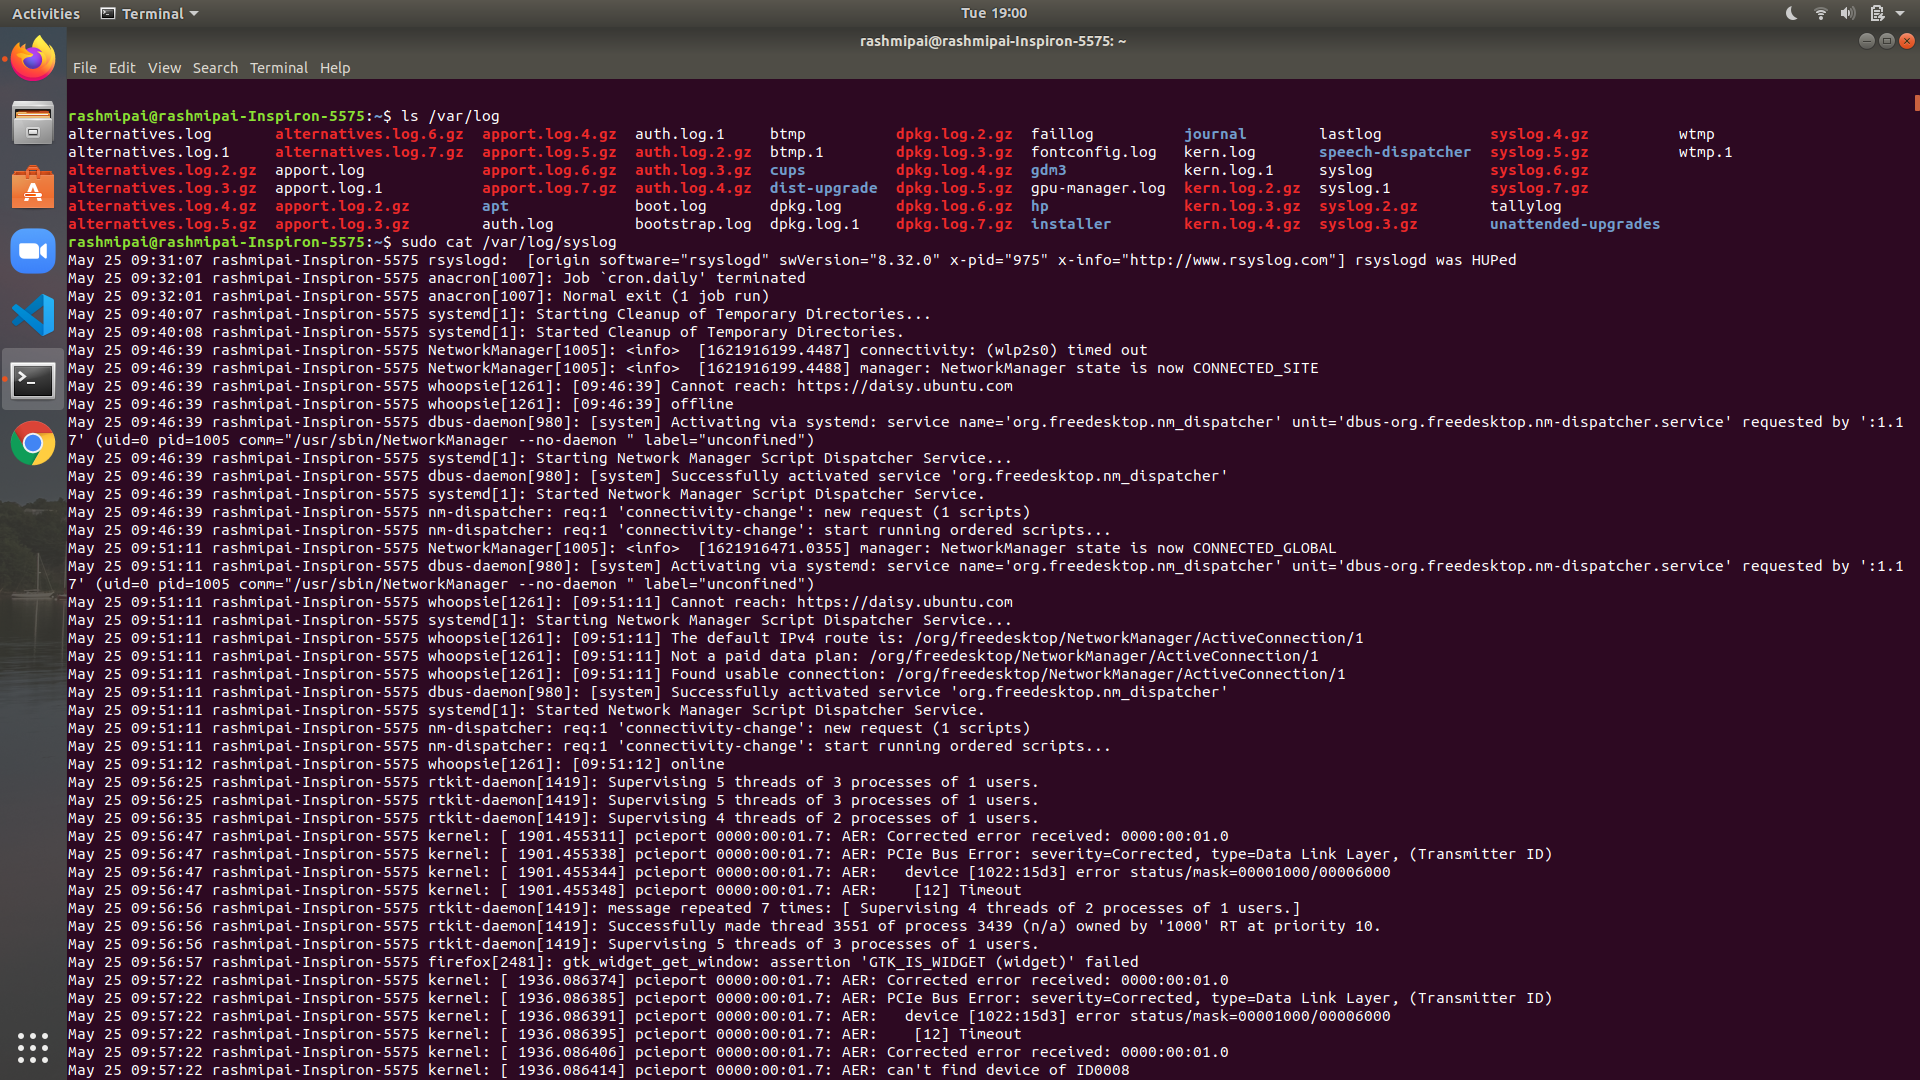 Activities Terminal Tue 19:00
rashmipai@rashmipai-Inspiron-5575: ~
File Edit View Search Terminal Help
rashmipai@rashmipai-Inspiron-5575:~$ ls /var/log
alternatives.log alternatives.log.6.gz apport.log.4.gz auth.log.1 btmp dpkg.log.2.gz faillog journal lastlog syslog.4.gz wtmp
alternatives.log.1 alternatives.log.7.gz apport.log.5.gz auth.log.2.gz btmp.1 dpkg.log.3.gz fontconfig.log kern.log speech-dispatcher syslog.5.gz wtmp.1
alternatives.log.2.gz apport.log apport.log.6.gz auth.log.3.gz cups dpkg.log.4.gz gdm3 kern.log.1 syslog syslog.6.gz
alternatives.log.3.gz apport.log.1 apport.log.7.gz auth.log.4.gz dist-upgrade dpkg.log.5.gz gpu-manager.log kern.log.2.gz syslog.1 syslog.7.gz
alternatives.log.4.gz apport.log.2.gz apt boot.log dpkg.log dpkg.log.6.gz hp kern.log.3.gz syslog.2.gz tallylog
alternatives.log.5.gz apport.log.3.gz auth.log bootstrap.log dpkg.log.1 dpkg.log.7.gz installer kern.log.4.gz syslog.3.gz unattended-upgrades
rashmipai@rashmipai-Inspiron-5575:~$ sudo cat /var/log/syslog
May 25 09:31:07 rashmipai-Inspiron-5575 rsyslogd:  [origin software="rsyslogd" swVersion="8.32.0" x-pid="975" x-info="http://www.rsyslog.com"] rsyslogd was HUPed
May 25 09:32:01 rashmipai-Inspiron-5575 anacron[1007]: Job `cron.daily' terminated
May 25 09:32:01 rashmipai-Inspiron-5575 anacron[1007]: Normal exit (1 job run)
May 25 09:40:07 rashmipai-Inspiron-5575 systemd[1]: Starting Cleanup of Temporary Directories...
May 25 09:40:08 rashmipai-Inspiron-5575 systemd[1]: Started Cleanup of Temporary Directories.
May 25 09:46:39 rashmipai-Inspiron-5575 NetworkManager[1005]: <info>  [1621916199.4487] connectivity: (wlp2s0) timed out
May 25 09:46:39 rashmipai-Inspiron-5575 NetworkManager[1005]: <info>  [1621916199.4488] manager: NetworkManager state is now CONNECTED_SITE
May 25 09:46:39 rashmipai-Inspiron-5575 whoopsie[1261]: [09:46:39] Cannot reach: https://daisy.ubuntu.com
May 25 09:46:39 rashmipai-Inspiron-5575 whoopsie[1261]: [09:46:39] offline
May 25 09:46:39 rashmipai-Inspiron-5575 dbus-daemon[980]: [system] Activating via systemd: service name='org.freedesktop.nm_dispatcher' unit='dbus-org.freedesktop.nm-dispatcher.service' requested by ':1.1
7' (uid=0 pid=1005 comm="/usr/sbin/NetworkManager --no-daemon " label="unconfined")
May 25 09:46:39 rashmipai-Inspiron-5575 systemd[1]: Starting Network Manager Script Dispatcher Service...
May 25 09:46:39 rashmipai-Inspiron-5575 dbus-daemon[980]: [system] Successfully activated service 'org.freedesktop.nm_dispatcher'
May 25 09:46:39 rashmipai-Inspiron-5575 systemd[1]: Started Network Manager Script Dispatcher Service.
May 25 09:46:39 rashmipai-Inspiron-5575 nm-dispatcher: req:1 'connectivity-change': new request (1 scripts)
May 25 09:46:39 rashmipai-Inspiron-5575 nm-dispatcher: req:1 'connectivity-change': start running ordered scripts...
May 25 09:51:11 rashmipai-Inspiron-5575 NetworkManager[1005]: <info>  [1621916471.0355] manager: NetworkManager state is now CONNECTED_GLOBAL
May 25 09:51:11 rashmipai-Inspiron-5575 dbus-daemon[980]: [system] Activating via systemd: service name='org.freedesktop.nm_dispatcher' unit='dbus-org.freedesktop.nm-dispatcher.service' requested by ':1.1
7' (uid=0 pid=1005 comm="/usr/sbin/NetworkManager --no-daemon " label="unconfined")
May 25 09:51:11 rashmipai-Inspiron-5575 whoopsie[1261]: [09:51:11] Cannot reach: https://daisy.ubuntu.com
May 25 09:51:11 rashmipai-Inspiron-5575 systemd[1]: Starting Network Manager Script Dispatcher Service...
May 25 09:51:11 rashmipai-Inspiron-5575 whoopsie[1261]: [09:51:11] The default IPv4 route is: /org/freedesktop/NetworkManager/ActiveConnection/1
May 25 09:51:11 rashmipai-Inspiron-5575 whoopsie[1261]: [09:51:11] Not a paid data plan: /org/freedesktop/NetworkManager/ActiveConnection/1
May 25 09:51:11 rashmipai-Inspiron-5575 whoopsie[1261]: [09:51:11] Found usable connection: /org/freedesktop/NetworkManager/ActiveConnection/1
May 25 09:51:11 rashmipai-Inspiron-5575 dbus-daemon[980]: [system] Successfully activated service 'org.freedesktop.nm_dispatcher'
May 25 09:51:11 rashmipai-Inspiron-5575 systemd[1]: Started Network Manager Script Dispatcher Service.
May 25 09:51:11 rashmipai-Inspiron-5575 nm-dispatcher: req:1 'connectivity-change': new request (1 scripts)
May 25 09:51:11 rashmipai-Inspiron-5575 nm-dispatcher: req:1 'connectivity-change': start running ordered scripts...
May 25 09:51:12 rashmipai-Inspiron-5575 whoopsie[1261]: [09:51:12] online
May 25 09:56:25 rashmipai-Inspiron-5575 rtkit-daemon[1419]: Supervising 5 threads of 3 processes of 1 users.
May 25 09:56:25 rashmipai-Inspiron-5575 rtkit-daemon[1419]: Supervising 5 threads of 3 processes of 1 users.
May 25 09:56:35 rashmipai-Inspiron-5575 rtkit-daemon[1419]: Supervising 4 threads of 2 processes of 1 users.
May 25 09:56:47 rashmipai-Inspiron-5575 kernel: [ 1901.455311] pcieport 0000:00:01.7: AER: Corrected error received: 0000:00:01.0
May 25 09:56:47 rashmipai-Inspiron-5575 kernel: [ 1901.455338] pcieport 0000:00:01.7: AER: PCIe Bus Error: severity=Corrected, type=Data Link Layer, (Transmitter ID)
May 25 09:56:47 rashmipai-Inspiron-5575 kernel: [ 1901.455344] pcieport 0000:00:01.7: AER:   device [1022:15d3] error status/mask=00001000/00006000
May 25 09:56:47 rashmipai-Inspiron-5575 kernel: [ 1901.455348] pcieport 0000:00:01.7: AER:    [12] Timeout
May 25 09:56:56 rashmipai-Inspiron-5575 rtkit-daemon[1419]: message repeated 7 times: [ Supervising 4 threads of 2 processes of 1 users.]
May 25 09:56:56 rashmipai-Inspiron-5575 rtkit-daemon[1419]: Successfully made thread 3551 of process 3439 (n/a) owned by '1000' RT at priority 10.
May 25 09:56:56 rashmipai-Inspiron-5575 rtkit-daemon[1419]: Supervising 5 threads of 3 processes of 1 users.
May 25 09:56:57 rashmipai-Inspiron-5575 firefox[2481]: gtk_widget_get_window: assertion 'GTK_IS_WIDGET (widget)' failed
May 25 09:57:22 rashmipai-Inspiron-5575 kernel: [ 1936.086374] pcieport 0000:00:01.7: AER: Corrected error received: 0000:00:01.0
May 25 09:57:22 rashmipai-Inspiron-5575 kernel: [ 1936.086385] pcieport 0000:00:01.7: AER: PCIe Bus Error: severity=Corrected, type=Data Link Layer, (Transmitter ID)
May 25 09:57:22 rashmipai-Inspiron-5575 kernel: [ 1936.086391] pcieport 0000:00:01.7: AER:   device [1022:15d3] error status/mask=00001000/00006000
May 25 09:57:22 rashmipai-Inspiron-5575 kernel: [ 1936.086395] pcieport 0000:00:01.7: AER:    [12] Timeout
May 25 09:57:22 rashmipai-Inspiron-5575 kernel: [ 1936.086406] pcieport 0000:00:01.7: AER: Corrected error received: 0000:00:01.0
May 25 09:57:22 rashmipai-Inspiron-5575 kernel: [ 1936.086414] pcieport 0000:00:01.7: AER: can't find device of ID0008